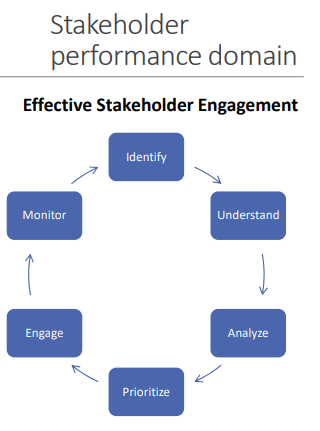 Stakeholder
performance domain
Effective Stakeholder Engagement
Identify
Understand
Analyze
Prioritize
Engage
Monitor